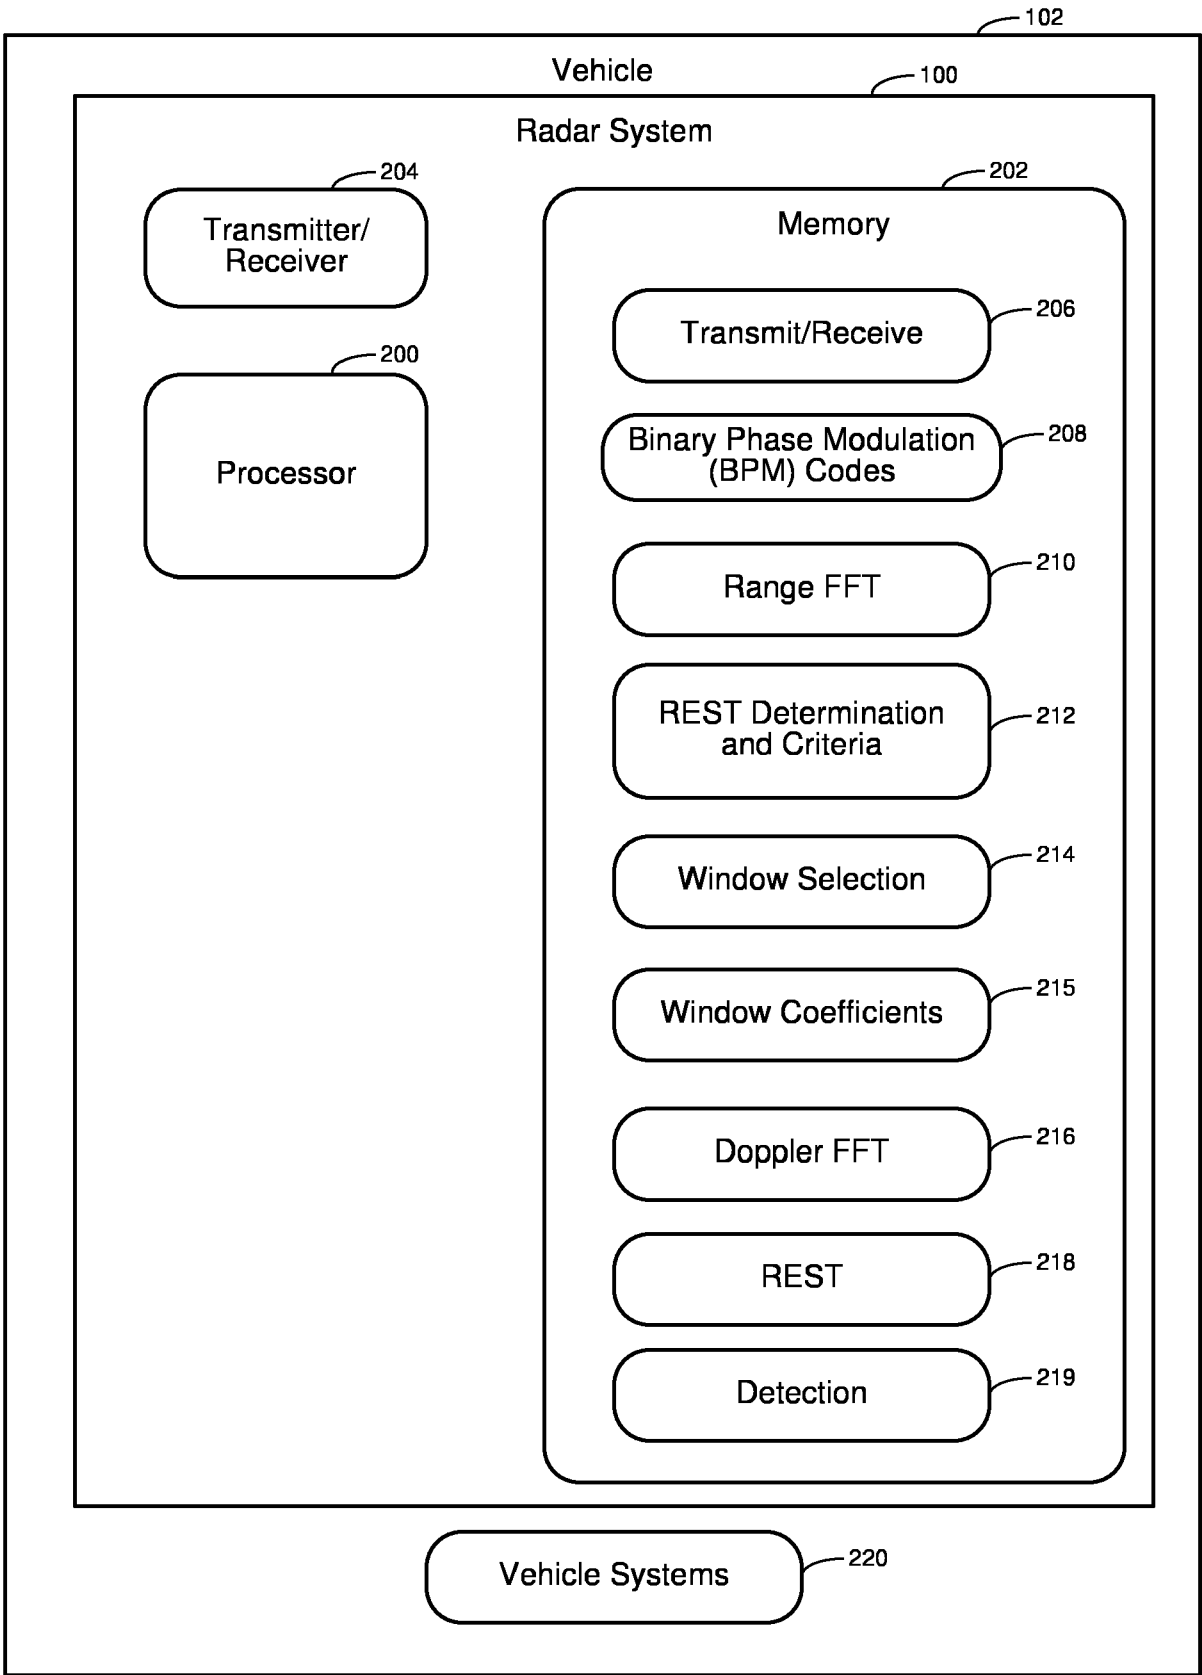 102
Vehicle
100
Radar System
204
Transmitter/
Receiver
200
Processor
202
Memory
206
Transmit/Receive
208
Binary Phase Modulation
(BPM) Codes
210
Range FFT
212
REST Determination
and Criteria
214
Window Selection
215
Window Coefficients
216
Doppler FFT
218
REST
219
Detection
220
Vehicle Systems